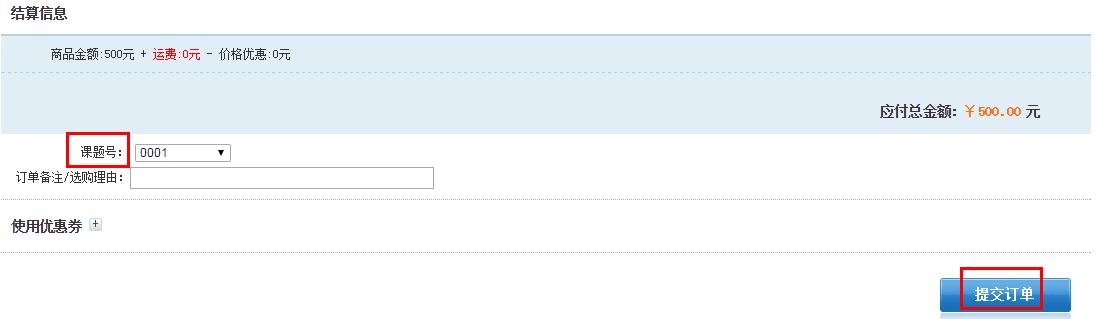 结算信息
商品金额:500元 + 运费:0元 - 价格优惠:0元
应付总金额: ￥500.00 元
课题号: 0001
订单备注/选购理由:
使用优惠券 +
提交订单